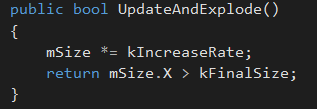 public bool UpdateAndExplode()
{
    mSize *= kIncreaseRate;
    return mSize.X > kFinalSize;
}